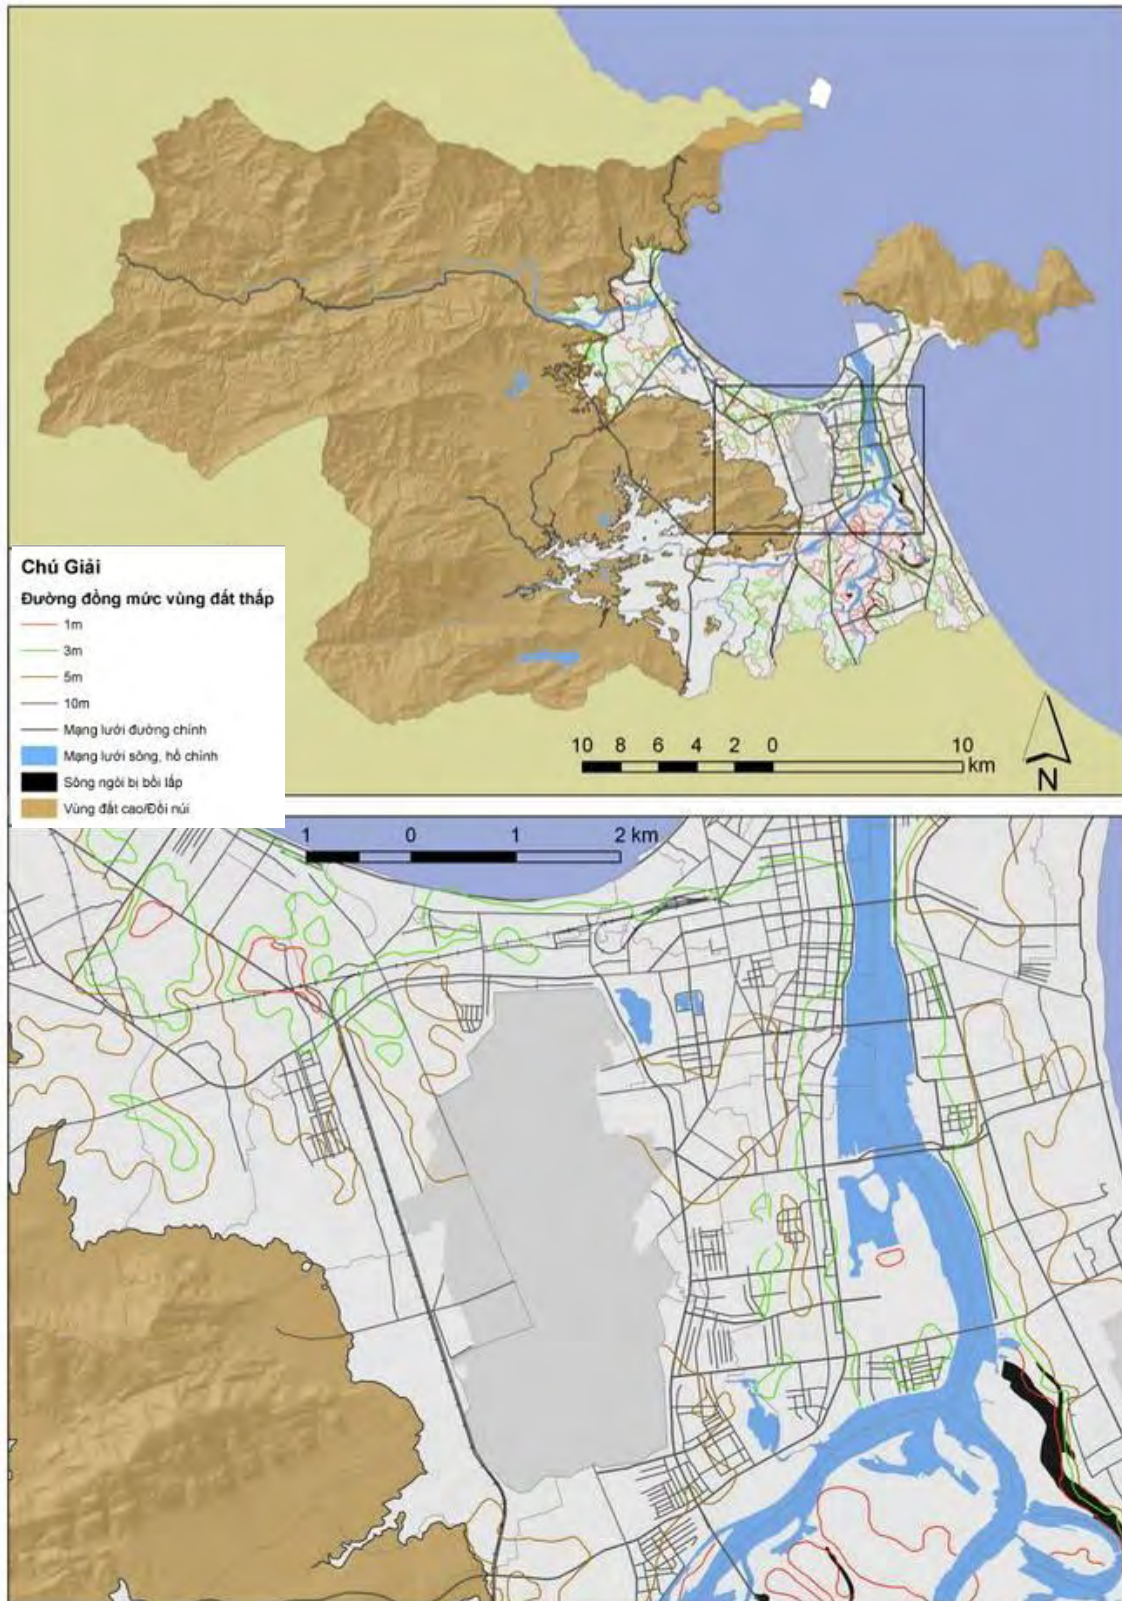 Chú Giải
Đường đồng mức vùng đất thấp
1m
3m
5m
10m
Mạng lưới đường chính
Mạng lưới sông, hồ chính
Sông ngòi bị bồi lấp
Vùng đất cao/Đồi núi
10 8 6 4 2 0 10
km
N
1 0 1 2 km